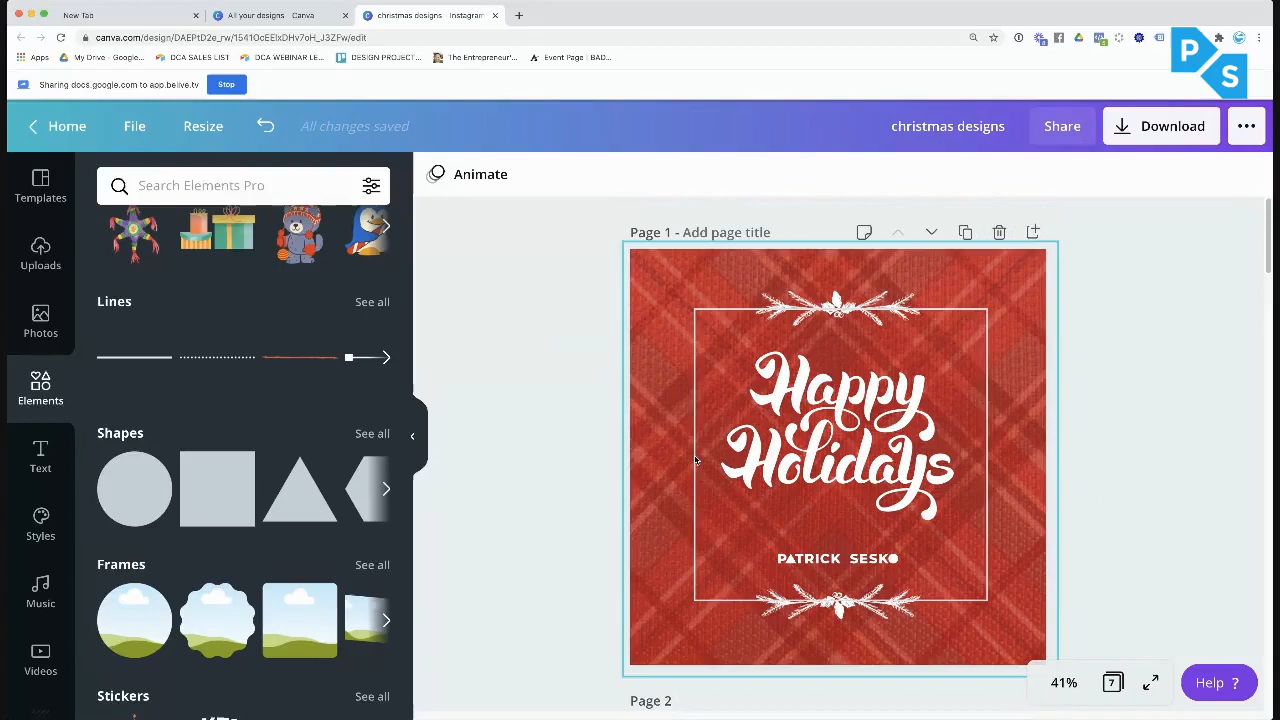 New Tab
All your designs - Canva
christmas designs - Instagram
canva.com/design/DAEPtD2e_rw/1541OcEElxDHv7oH_J3ZFw/edit
Apps
My Drive - Google...
DCA SALES LIST
DCA WEBINAR LE...
DESIGN PROJECT...
The Entrepreneur'...
Event Page | BAD...
PS
Sharing docs.google.com to app.belive.tv
Stop
Home
File
Resize
All changes saved
christmas designs
Share
Download
Templates
Uploads
Photos
Elements
Text
Styles
Music
Videos
Search Elements Pro
Lines
See all
Shapes
See all
Frames
See all
Stickers
See all
Animate
Page 1 - Add page title
Happy
Holidays
PATRICK SESKO
Page 2
41%
7
Help ?